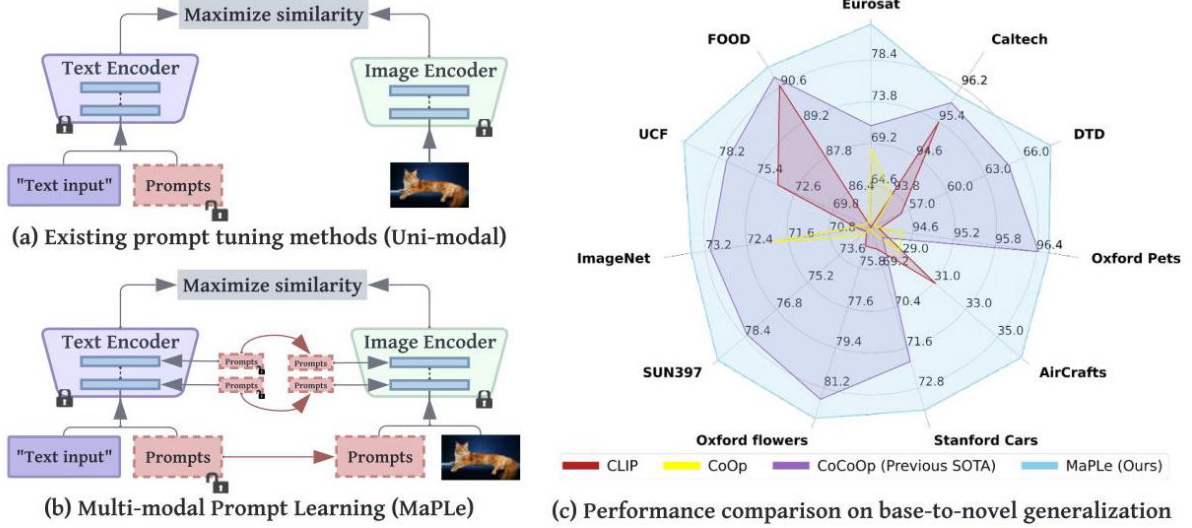 Maximize similarity
Text Encoder
Image Encoder
"Text input"
Prompts
(a) Existing prompt tuning methods (Uni-modal)
Maximize similarity
Text Encoder
Image Encoder
Prompts
Prompts
Prompts
Prompts
"Text input"
Prompts
Prompts
(b) Multi-modal Prompt Learning (MaPLe)
Eurosat
Caltech
FOOD
78.4
96.2
90.6
73.8
95.4
UCF
DTD
89.2
69.2
94.6
66.0
78.2
87.8
60.0
75.4
64.6
93.8
86.4
57.0
72.6
69.8
94.6
95.2
95.8
96.4
Oxford Pets
ImageNet
73.2
72.4
71.6
70.8
29.0
31.0
33.0
35.0
AirCrafts
73.6
75.2
76.8
78.4
SUN397
75.8
77.6
79.4
81.2
Oxford flowers
69.2
70.4
71.6
72.8
Stanford Cars
CLIP
CoOp
CoCoOp (Previous SOTA)
MaPLe (Ours)
(c) Performance comparison on base-to-novel generalization